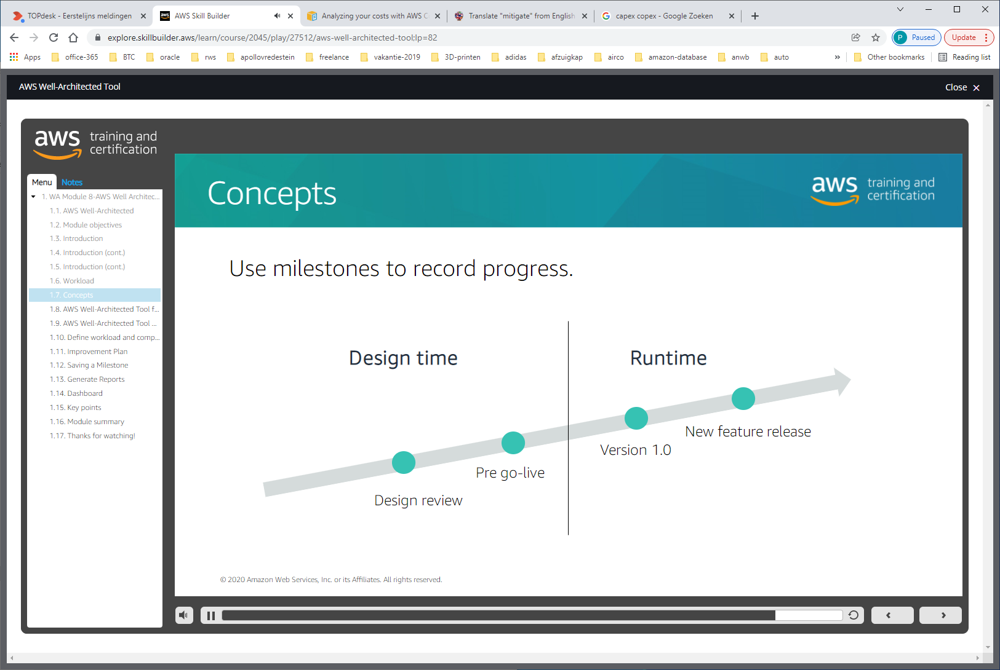 TOPdesk - Eerstelijns meldingen
AWS Skill Builder
Analyzing your costs with AWS C
Translate "mitigate" from English
capex copex - Google Zoeken
explore.skillbuilder.aws/learn/course/2045/play/27512/aws-well-architected-tool;lp=82
P Paused
Update
Apps office-365 BTC oracle rws apollovredestein freelance vakantie-2019 3D-printen adidas afzuigkap airco amazon-database anwb auto » Other bookmarks Reading list
AWS Well-Architected Tool
Close
aws training and
certification
Menu Notes
1. WA Module 8-AWS Well Architec...
1.1. AWS Well-Architected
1.2. Module objectives
1.3. Introduction
1.4. Introduction (cont.)
1.5. Introduction (cont.)
1.6. Workload
1.7. Concepts
1.8. AWS Well-Architected Tool f...
1.9. AWS Well-Architected Tool ...
1.10. Define workload and comp...
1.11. Improvement Plan
1.12. Saving a Milestone
1.13. Generate Reports
1.14. Dashboard
1.15. Key points
1.16. Module summary
1.17. Thanks for watching!
Concepts
aws training and
certification
Use milestones to record progress.
Design time
Runtime
New feature release
Version 1.0
Pre go-live
Design review
© 2020 Amazon Web Services, Inc. or its Affiliates. All rights reserved.